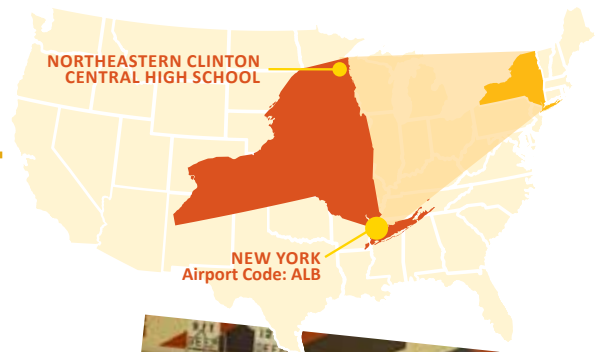 NORTHEASTERN CLINTON
CENTRAL HIGH SCHOOL
NEW YORK
Airport Code: ALB